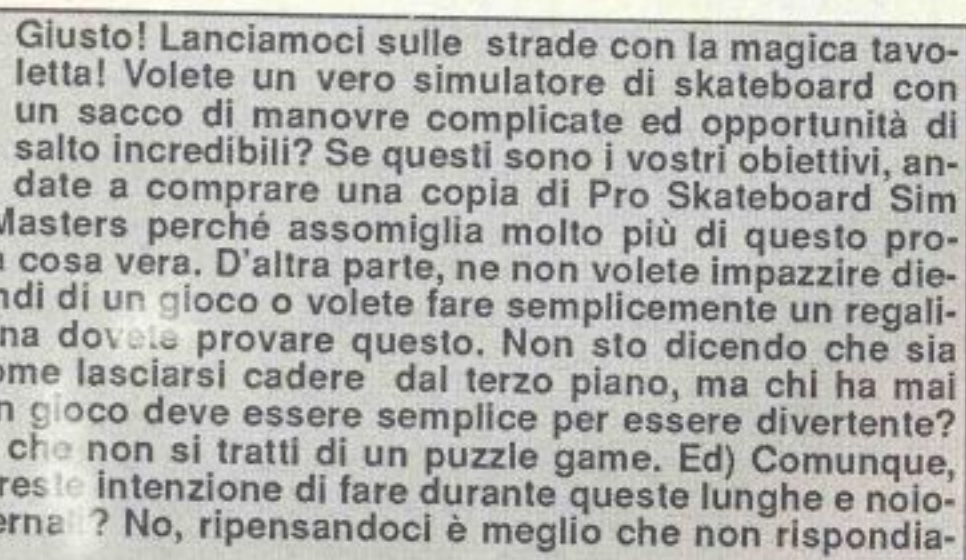 Giusto! Lanciamoci sulle strade con la magica tavo-
letta! Volete un vero simulatore di skateboard con
un sacco di manovre complicate ed opportunità di
salto incredibili? Se questi sono i vostri obiettivi, an-
date a comprare una copia di Pro Skateboard Sim
Masters perché assomiglia molto più di questo pro-
cosa vera. D'altra parte, ne non volete impazzire die-
di un gioco o volete fare semplicemente un regali-
dovete provare questo. Non sto dicendo che sia
lasciarsi cadere dal terzo piano, ma chi ha mai
gioco deve essere semplice per essere divertente?
che non si tratti di un puzzle game. Ed) Comunque,
intenzione di fare durante queste lunghe e noio-
? No, ripensandoci è meglio che non rispondia-